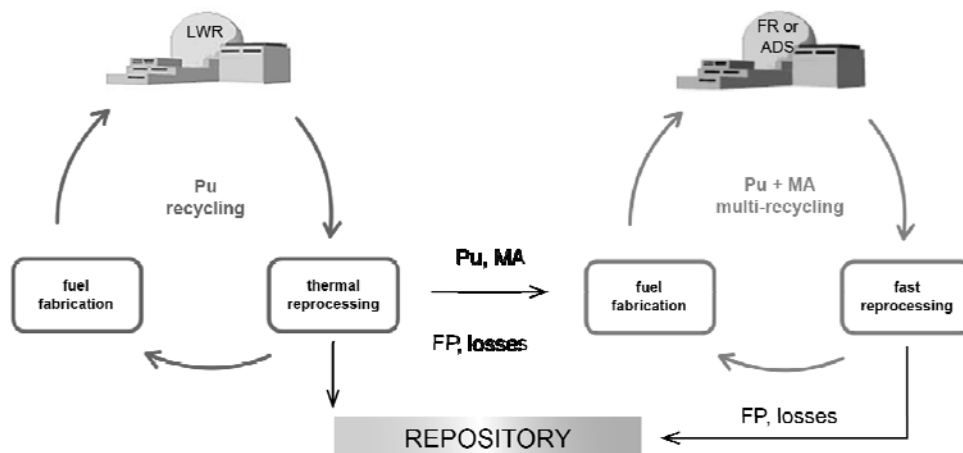 LWR
FR or
ADS
Pu
recycling
Pu + MA
multi-recycling
fuel
fabrication
thermal
reprocessing
Pu, MA
fuel
fabrication
fast
reprocessing
FP, losses
FP, losses
REPOSITORY